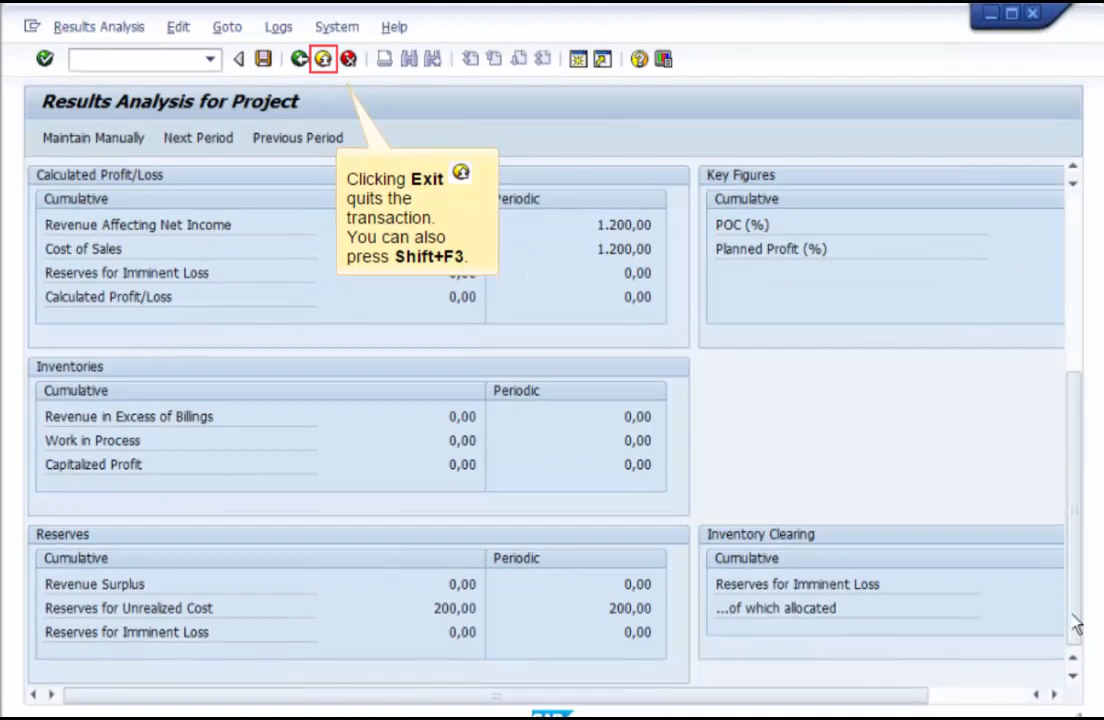 Results Analysis Edit Goto Logs System Help
Results Analysis for Project
Maintain Manually Next Period Previous Period
Clicking Exit
quits the
transaction.
You can also
press Shift+F3.
Calculated Profit/Loss
Cumulative
Revenue Affecting Net Income 1.200,00
Cost of Sales 1.200,00
Reserves for Imminent Loss 0,00
Calculated Profit/Loss 0,00 0,00
Key Figures
Cumulative
POC (%)
Planned Profit (%)
Inventories
Cumulative Periodic
Revenue in Excess of Billings 0,00 0,00
Work in Process 0,00 0,00
Capitalized Profit 0,00 0,00
Reserves
Cumulative Periodic
Revenue Surplus 0,00 0,00
Reserves for Unrealized Cost 200,00 200,00
Reserves for Imminent Loss 0,00 0,00
Inventory Clearing
Cumulative
Reserves for Imminent Loss
...of which allocated